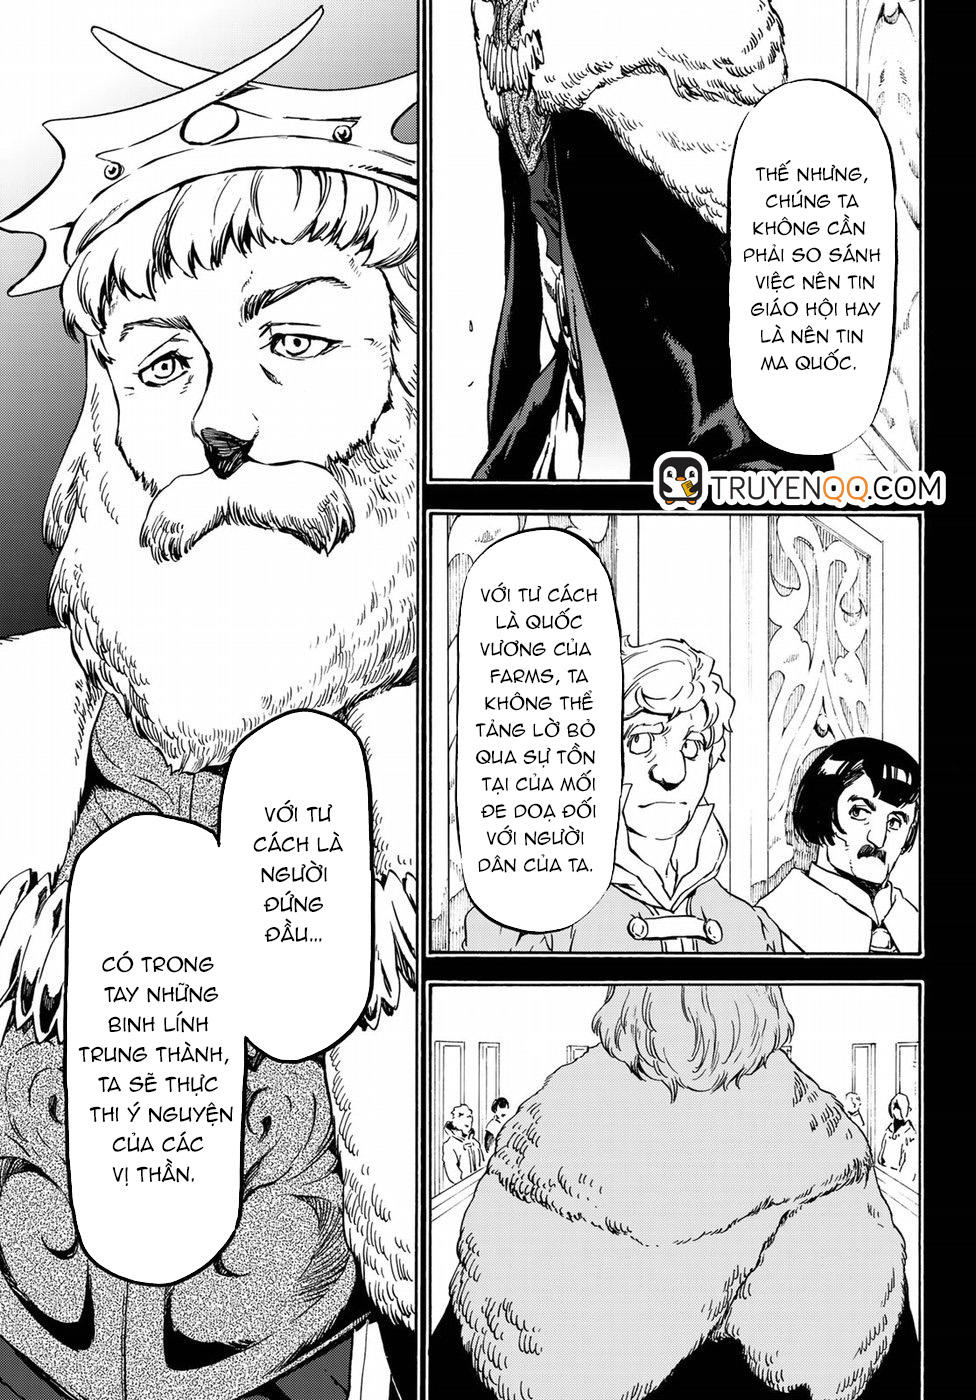 THẾ NHƯNG,
CHÚNG TA
KHÔNG CẦN
PHẢI SO SÁNH
VIỆC NÊN TIN
GIÁO HỘI HAY
LÀ NÊN TIN
MA QUỐC.
TRUYENQQ.COM
VỚI TƯ CÁCH
LÀ QUỐC
VƯƠNG CỦA
FARMS, TA
KHÔNG THỂ
TẢNG LỜ BỎ
QUA SỰ TỒN
TẠI CỦA MỐI
ĐE DOẠ ĐỐI
VỚI NGƯỜI
DÂN CỦA TA.
VỚI TƯ
CÁCH LÀ
NGƯỜI
ĐỨNG
ĐẦU...
CÓ TRONG
TAY NHỮNG
BINH LÍNH
TRUNG THÀNH,
TA SẼ THỰC
THI Ý NGUYỆN
CỦA CÁC
VỊ THẦN.